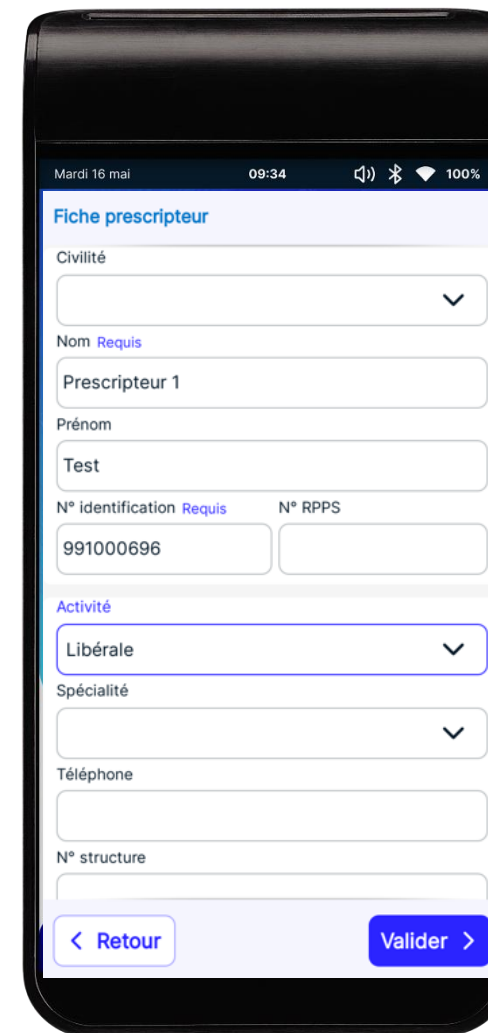 Mardi 16 mai 09:34 100%
Fiche prescripteur
Civilité
Nom Requis
Prescripteur 1
Prénom
Test
N° identification Requis N° RPPS
991000696
Activité
Libérale
Spécialité
Téléphone
N° structure
Retour Valider